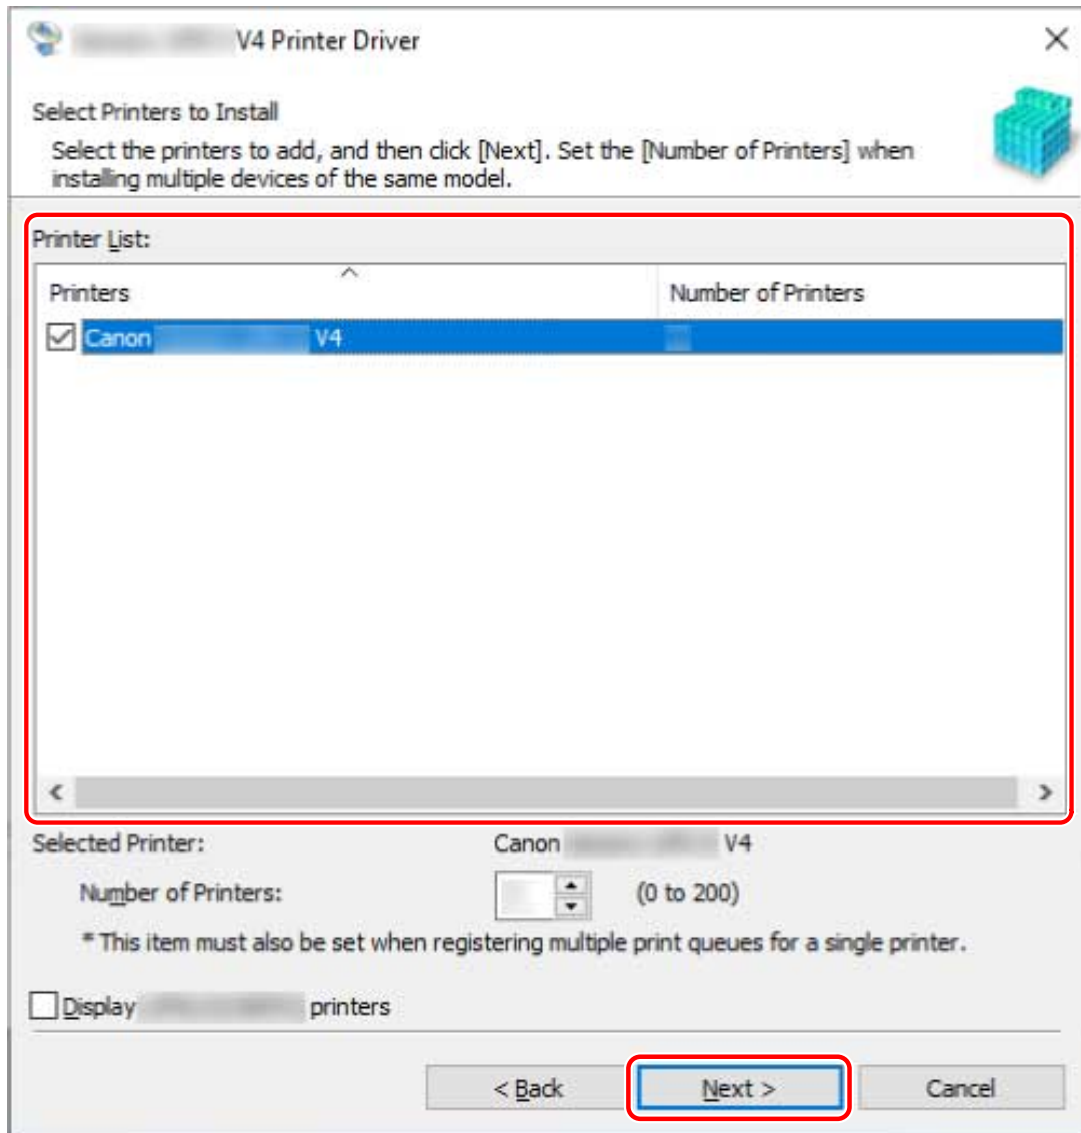 V4 Printer Driver
Select Printers to Install
Select the printers to add, and then click [Next]. Set the [Number of Printers] when
installing multiple devices of the same model.
Printer List:
Printers Number of Printers
Canon V4
Selected Printer: Canon V4
Number of Printers: (0 to 200)
* This item must also be set when registering multiple print queues for a single printer.
Display printers
< Back Next > Cancel